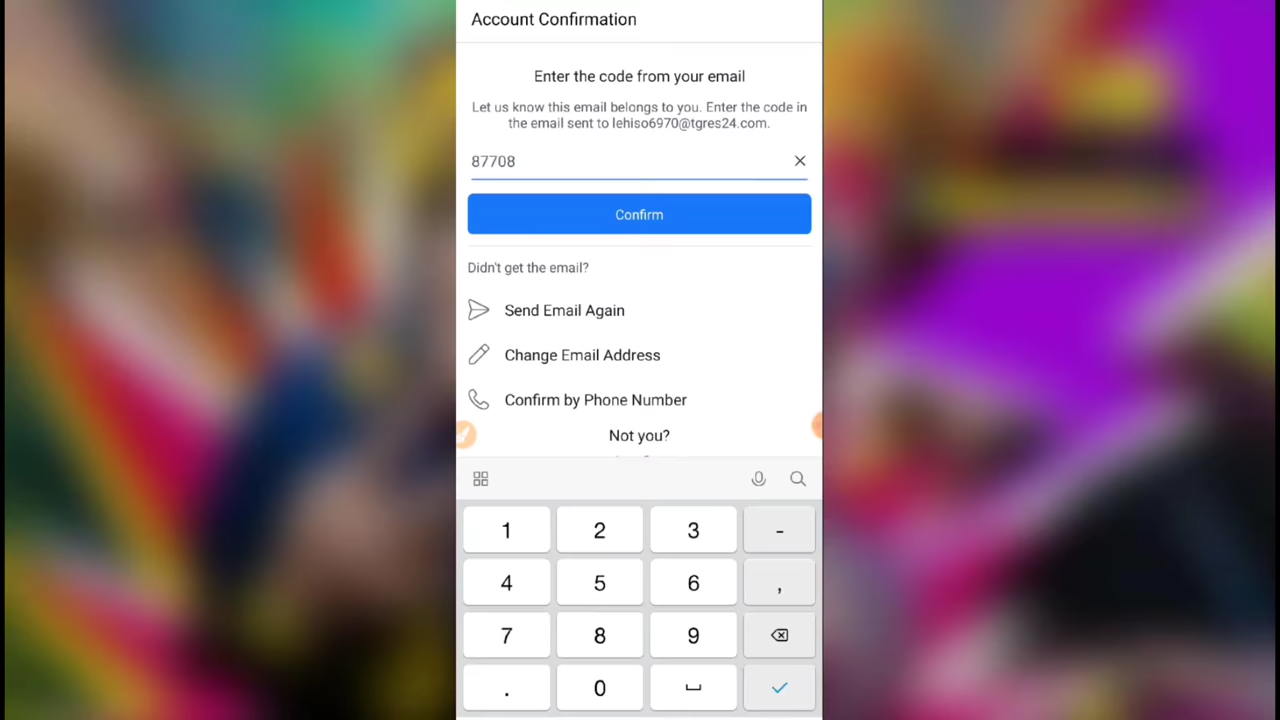 Account Confirmation
Enter the code from your email
Let us know this email belongs to you. Enter the code in
the email sent to lehiso6970@tgres24.com.
87708
Confirm
Didn't get the email?
Send Email Again
Change Email Address
Confirm by Phone Number
Not you?
1 2 3 -
4 5 6 ,
7 8 9
. 0